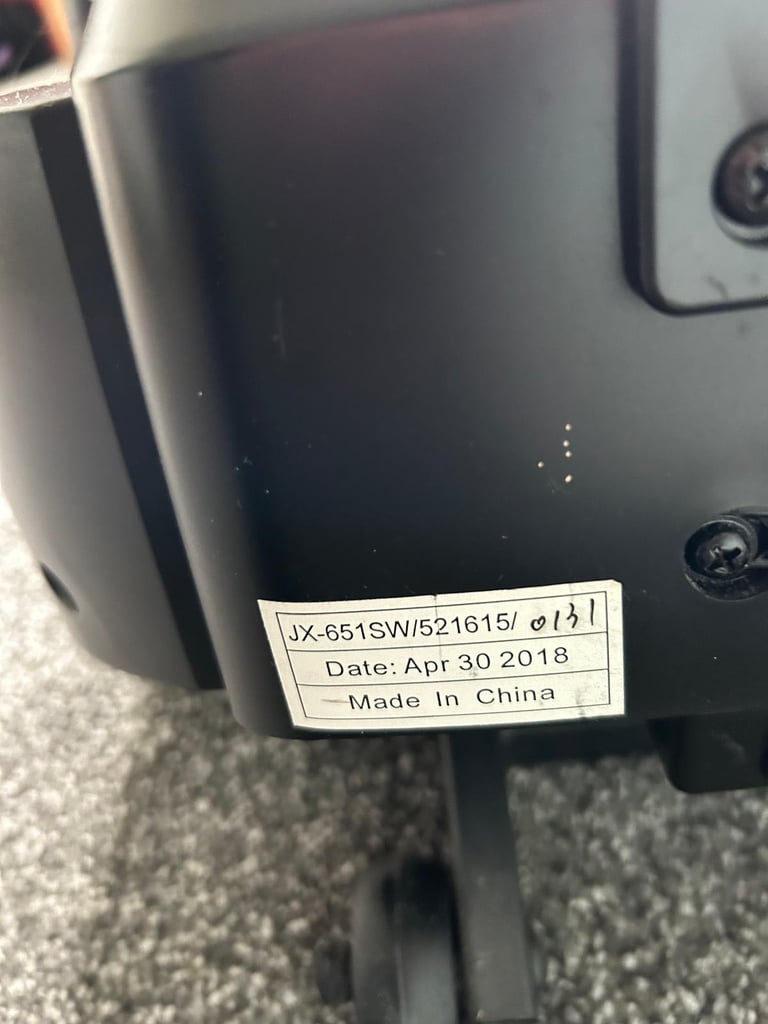 JX-651SW/521615/ 0131
Date: Apr 30 2018
Made In China